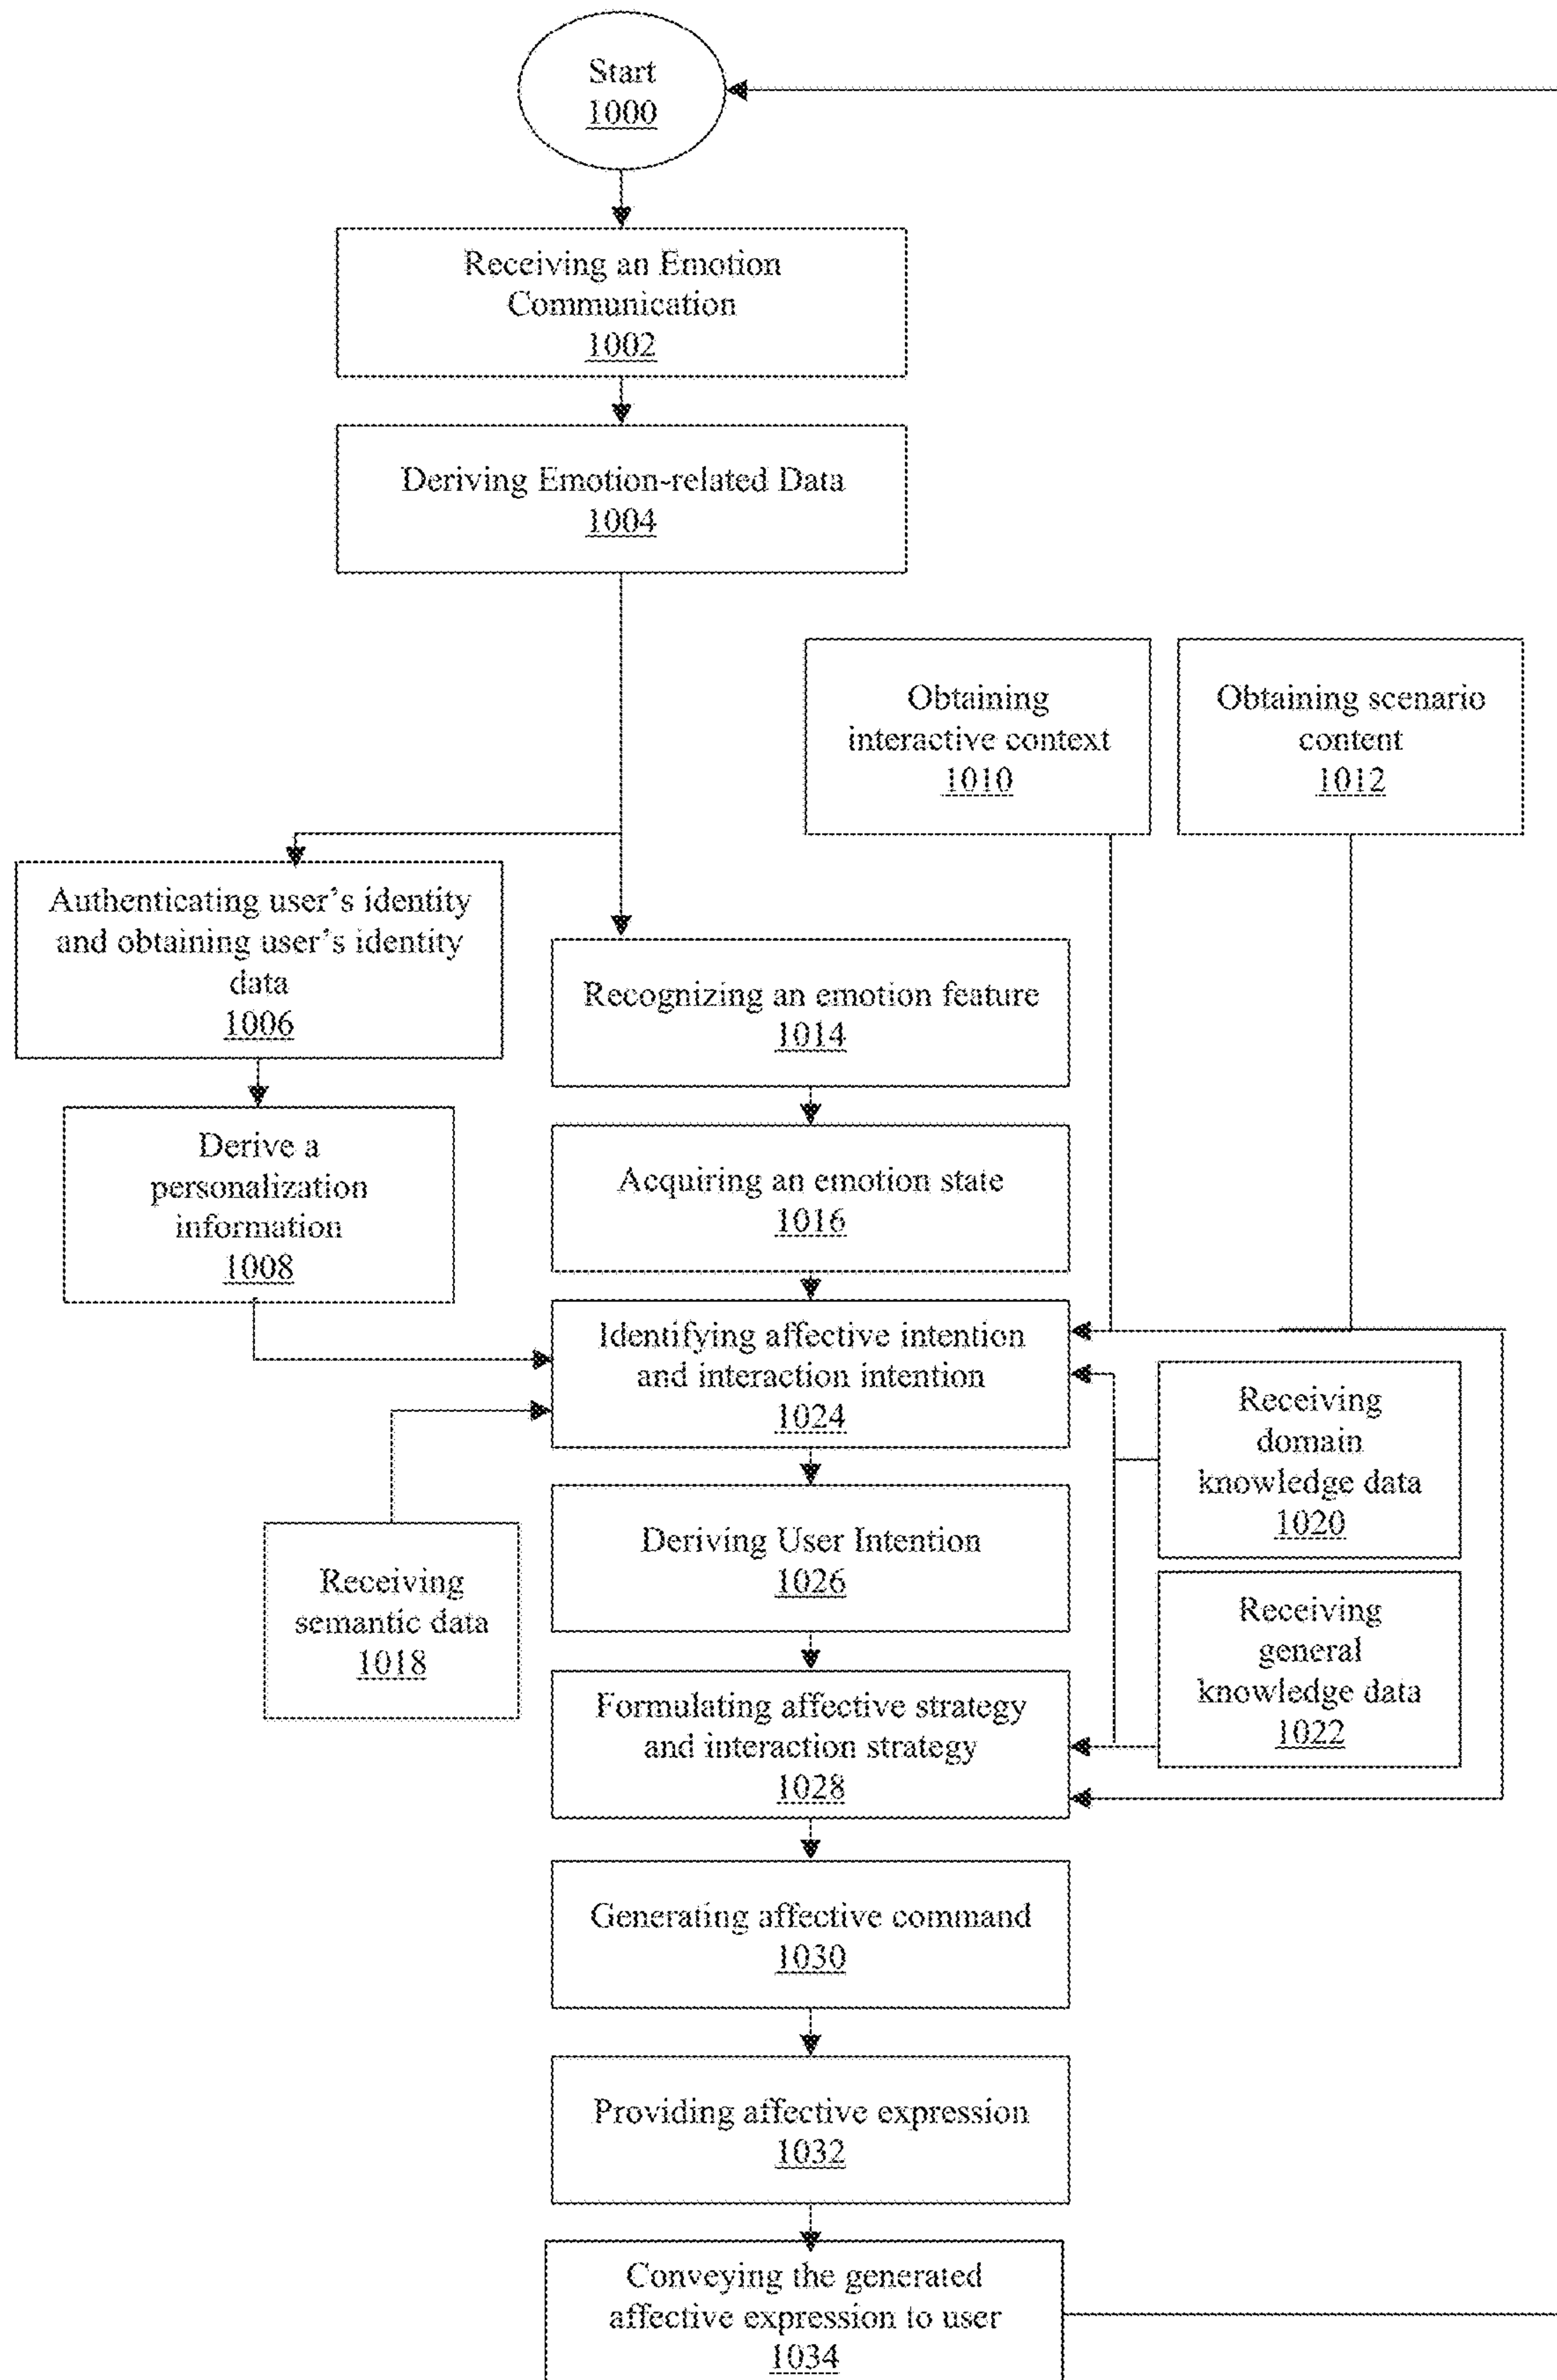 Start
1000
Receiving an Emotion
Communication
1002
Deriving Emotion-related Data
1004
Obtaining
interactive context
1010
Obtaining scenario
content
1012
Authenticating user's identity
and obtaining user's identity
data
1006
Recognizing an emotion feature
1014
Derive a
personalization
information
1008
Acquiring an emotion state
1016
Identifying affective intention
and interaction intention
1024
Receiving
domain
knowledge data
1020
Deriving User Intention
1026
Receiving
semantic data
1018
Receiving
general
knowledge data
1022
Formulating affective strategy
and interaction strategy
1028
Generating affective command
1030
Providing affective expression
1032
Conveying the generated
affective expression to user
1034